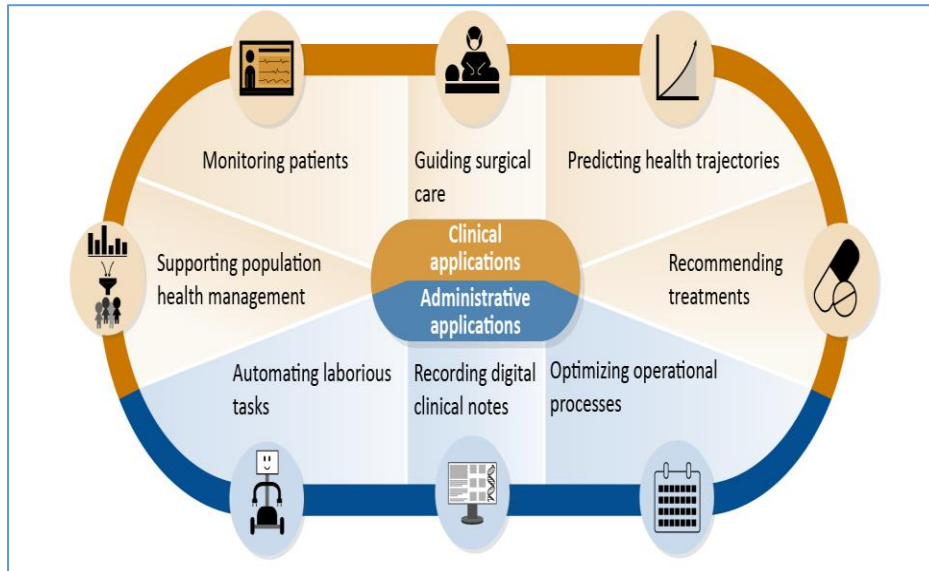 Monitoring patients
Guiding surgical
care
Predicting health trajectories
Supporting population
health management
Clinical
applications
Recommending
treatments
Administrative
applications
Automating laborious
tasks
Recording digital
clinical notes
Optimizing operational
processes